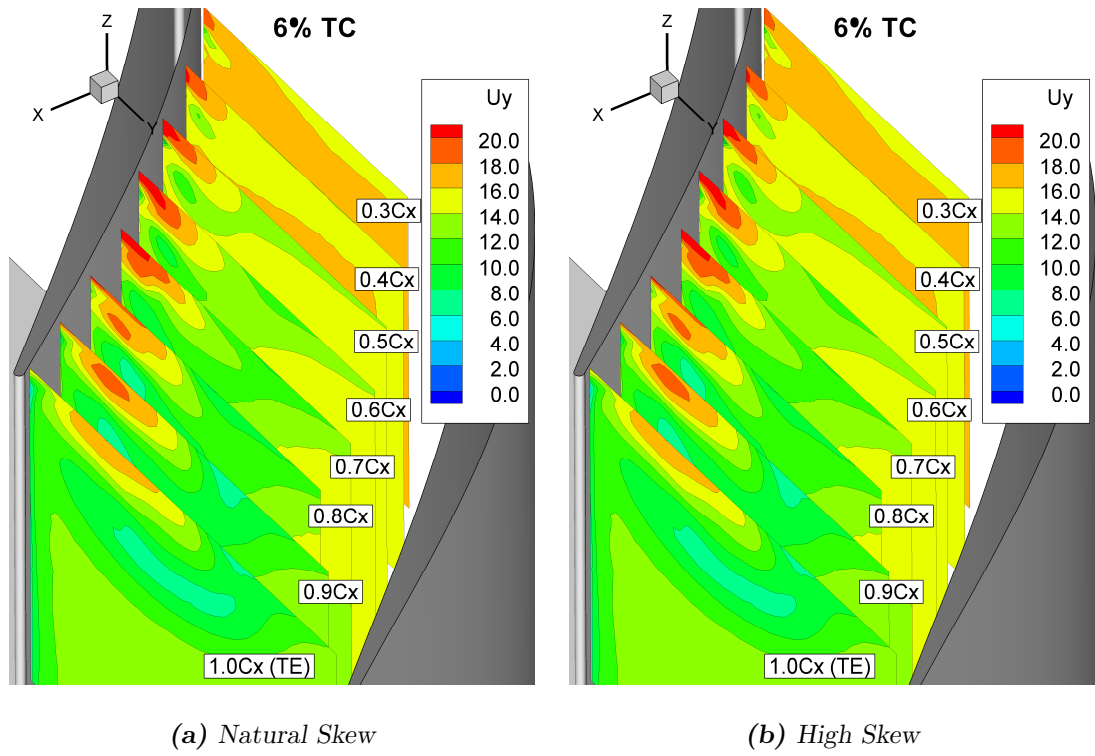 6% TC
Z
X
Y
Uy
20.0
18.0
16.0
14.0
12.0
10.0
8.0
6.0
4.0
2.0
0.0
0.3Cx
0.4Cx
0.5Cx
0.6Cx
0.7Cx
0.8Cx
0.9Cx
1.0Cx (TE)
(a) Natural Skew
6% TC
Z
X
Y
Uy
20.0
18.0
16.0
14.0
12.0
10.0
8.0
6.0
4.0
2.0
0.0
0.3Cx
0.4Cx
0.5Cx
0.6Cx
0.7Cx
0.8Cx
0.9Cx
1.0Cx (TE)
(b) High Skew